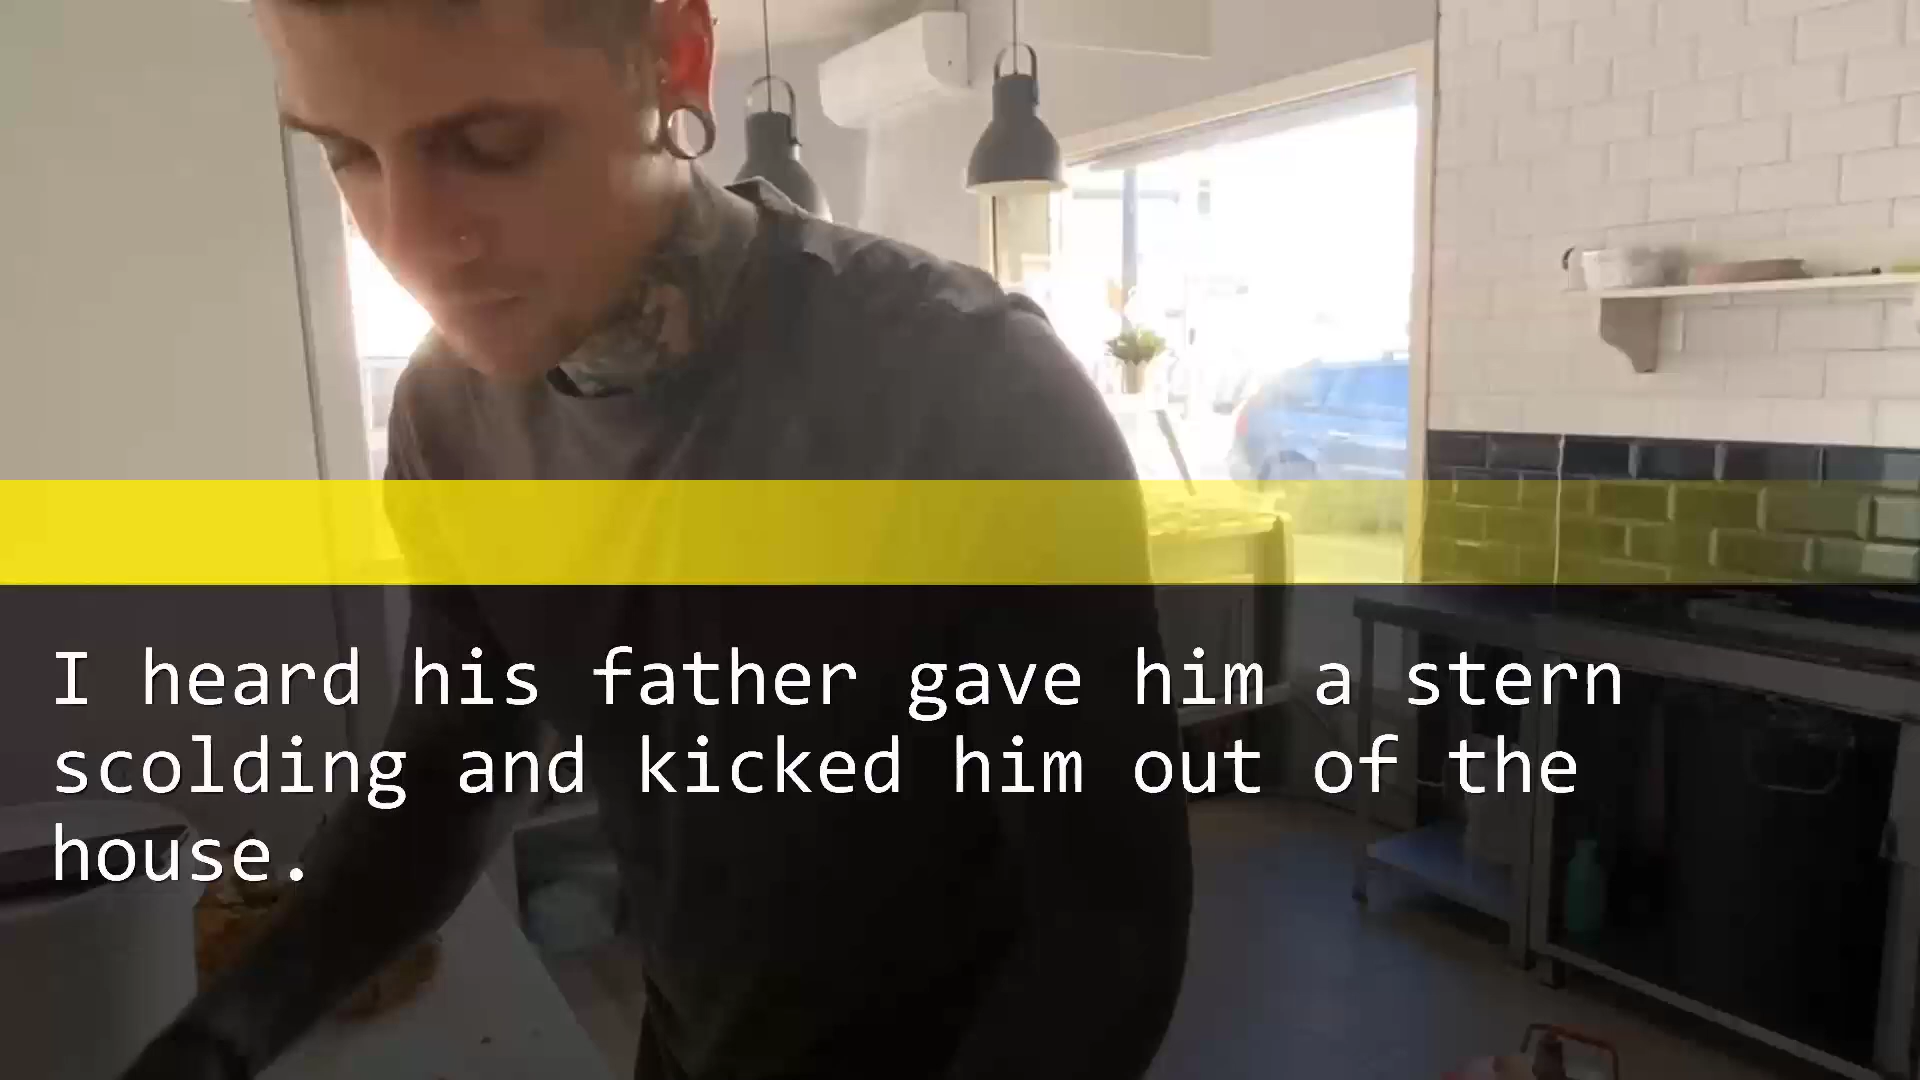 I heard his father gave him a stern
scolding and kicked him out of the
house.